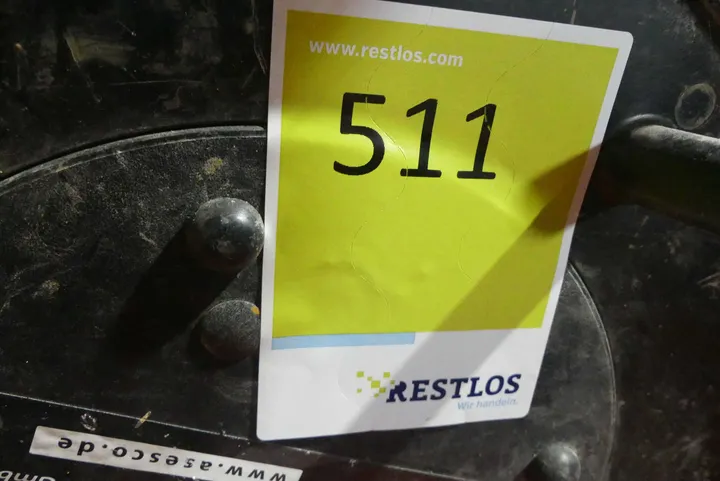 www.restlos.com
511
RESTLOS
Wir handeln.
www.asesco.de